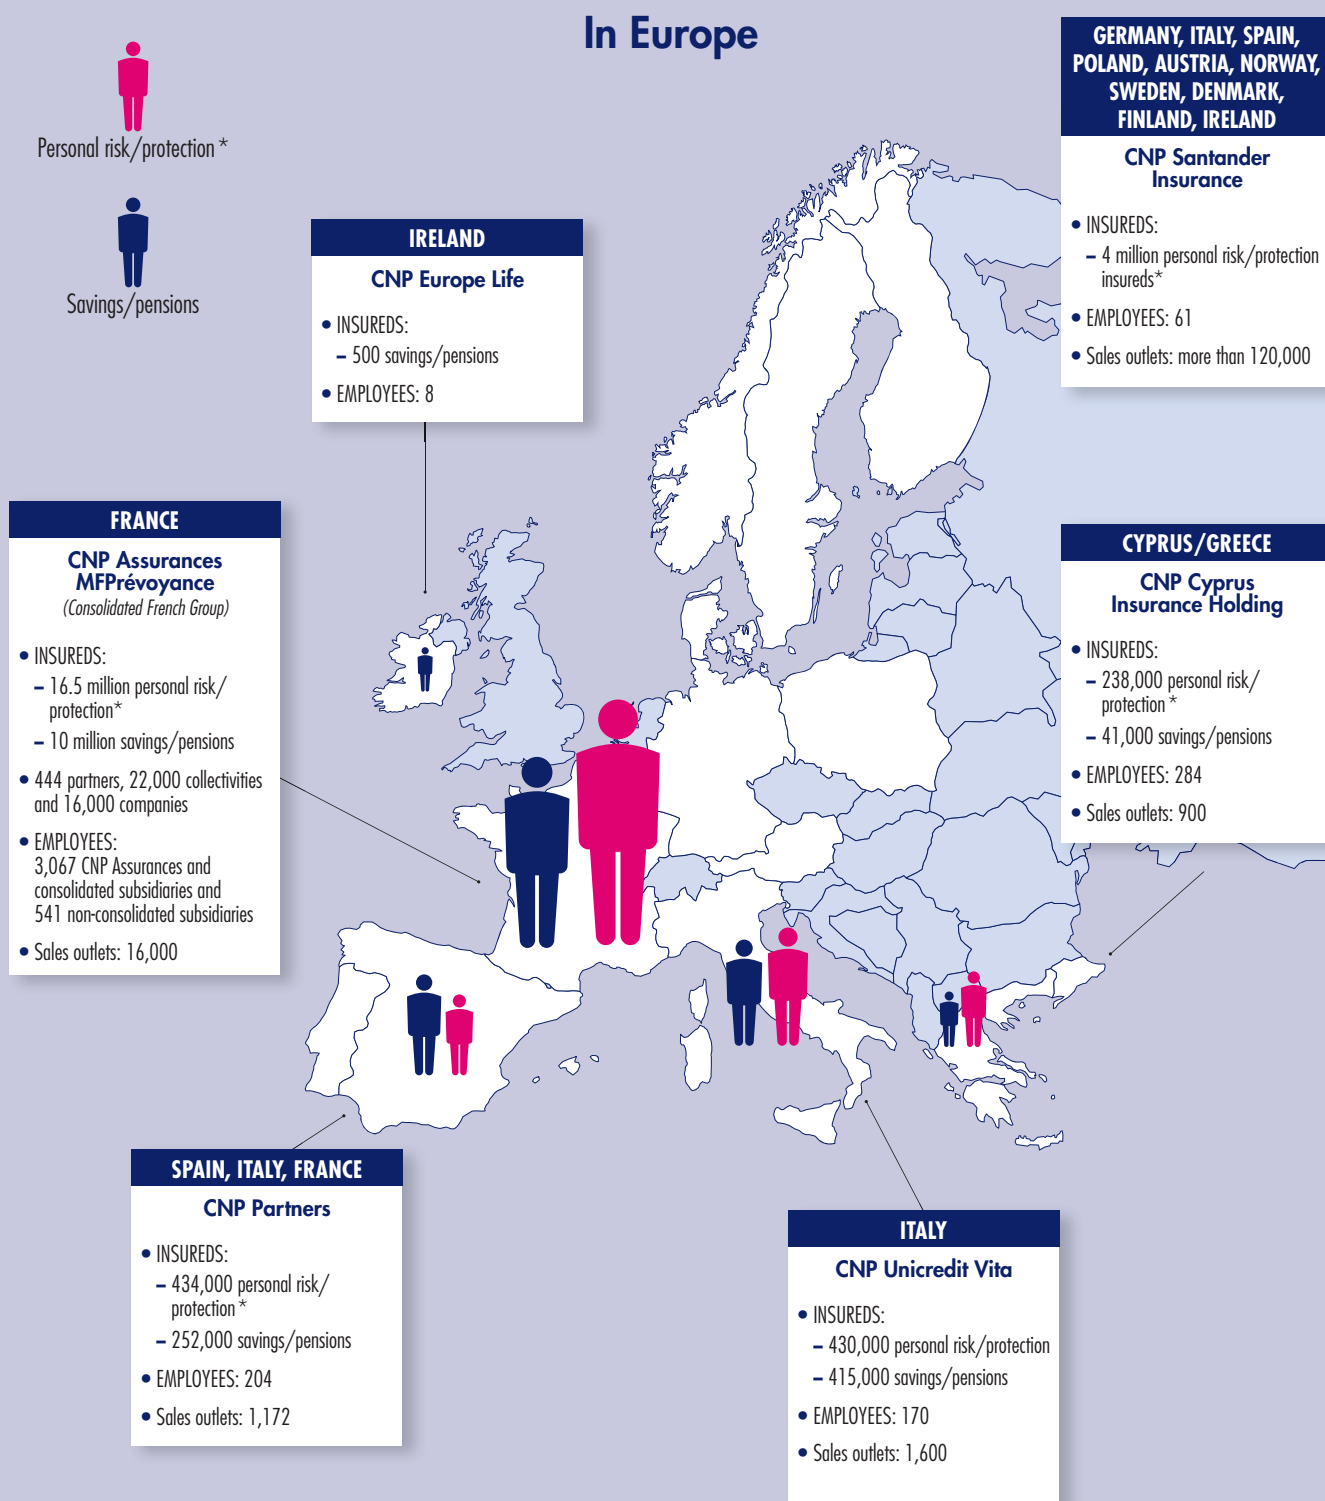 In Europe
Personal risk/protection*
Savings/pensions
GERMANY, ITALY, SPAIN,
POLAND, AUSTRIA, NORWAY,
SWEDEN, DENMARK,
FINLAND, IRELAND
CNP Santander
Insurance
• INSUREDS:
– 4 million personal risk/protection
insureds*
• EMPLOYEES: 61
• Sales outlets: more than 120,000
IRELAND
CNP Europe Life
• INSUREDS:
– 500 savings/pensions
• EMPLOYEES: 8
FRANCE
CNP Assurances
MFPrévoyance
(Consolidated French Group)
• INSUREDS:
– 16.5 million personal risk/
protection*
– 10 million savings/pensions
• 444 partners, 22,000 collectivities
and 16,000 companies
• EMPLOYEES:
3,067 CNP Assurances and
consolidated subsidiaries and
541 non-consolidated subsidiaries
• Sales outlets: 16,000
CYPRUS/GREECE
CNP Cyprus
Insurance Holding
• INSUREDS:
– 238,000 personal risk/
protection*
– 41,000 savings/pensions
• EMPLOYEES: 284
• Sales outlets: 900
SPAIN, ITALY, FRANCE
CNP Partners
• INSUREDS:
– 434,000 personal risk/
protection*
– 252,000 savings/pensions
• EMPLOYEES: 204
• Sales outlets: 1,172
ITALY
CNP Unicredit Vita
• INSUREDS:
– 430,000 personal risk/protection
– 415,000 savings/pensions
• EMPLOYEES: 170
• Sales outlets: 1,600